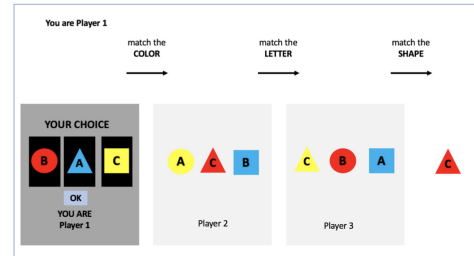 You are Player 1
match the
COLOR
match the
LETTER
match the
SHAPE
YOUR CHOICE
B A C
OK
YOU ARE
Player 1
A C B
Player 2
C B A
Player 3
C